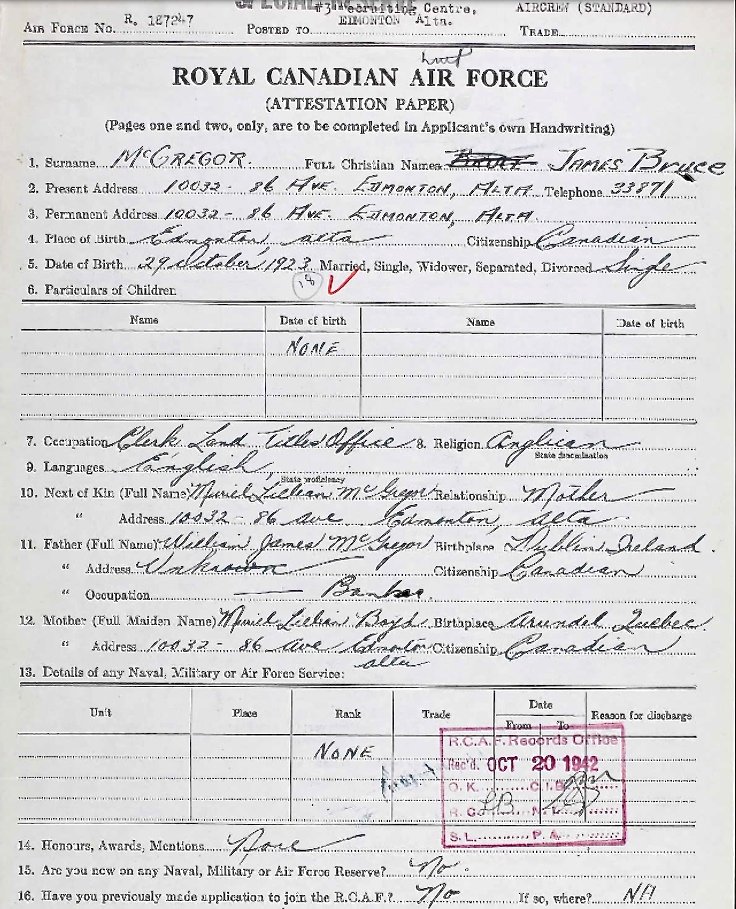 #3 Recruiting Centre, AIRCREW (STANDARD)
AIR FORCE No. R. 187247 POSTED TO EDMONTON Alta. TRADE
ROYAL CANADIAN AIR FORCE
(ATTESTATION PAPER)
(Pages one and two, only, are to be completed in Applicant's own Handwriting)
1. Surname McGREGOR. FULL Christian Names JAMES Bruce
2. Present Address 10032 - 86 AVE. EDMONTON, ALTA Telephone 33871
3. Permanent Address 10032 - 86 AVE. EDMONTON, ALTA
4. Place of Birth Edmonton, alta Citizenship Canadian
5. Date of Birth 29 October, 1923 Married, Single, Widower, Separated, Divorced Single
18
6. Particulars of Children
Name Date of birth Name Date of birth
NONE
7. Occupation Clerk Land Titles Office 8. Religion Anglican
State denomination
9. Languages English,
State proficiency
10. Next of Kin (Full Name) Muriel Lillian McGregor Relationship Mother
" Address 10032 - 86 Ave Edmonton, alta.
11. Father (Full Name) William James McGregor Birthplace Dublin Ireland.
" Address Unknown Citizenship Canadian
" Occupation Banker.
12. Mother (Full Maiden Name) Muriel Lillian Boyd Birthplace Arundel Quebec.
" Address 10032 - 86 Ave Edmonton alta Citizenship Canadian
13. Details of any Naval, Military or Air Force Service:
Unit Place Rank Trade Date From To Reason for discharge
NONE
R.C.A.F. Records Office
Rec'd. OCT 20 1942
O.K. C.I.B.
R.C. LB N.L.
S.L. P.A.
14. Honours, Awards, Mentions None
15. Are you now on any Naval, Military or Air Force Reserve? No.
16. Have you previously made application to join the R.C.A.F.? No If so, where? NA